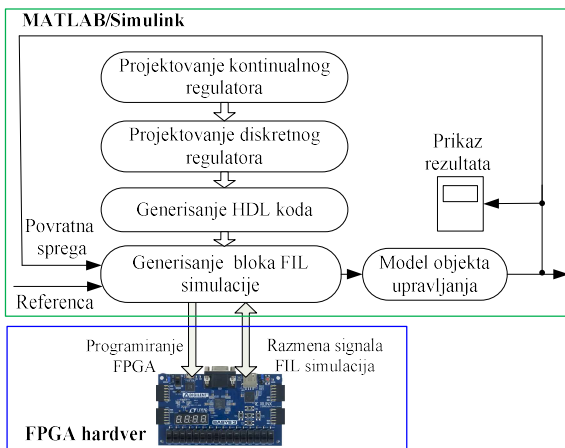 MATLAB/Simulink
Projektovanje kontinualnog
regulatora
Projektovanje diskretnog
regulatora
Prikaz
rezultata
Generisanje HDL koda
Povratna
sprega
Generisanje bloka FIL
simulacije
Model objekta
upravljanja
Referenca
Programiranje
FPGA
Razmena signala
FIL simulacija
FPGA hardver